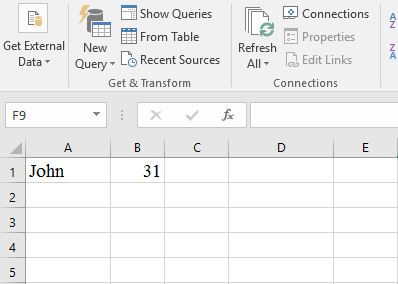 Get External Data
New Query
Show Queries
From Table
Recent Sources
Get & Transform
Refresh All
Connections
Properties
Edit Links
Connections
A
Z
Z
A
F9
fx
A B C D E
1 John 31
2
3
4
5